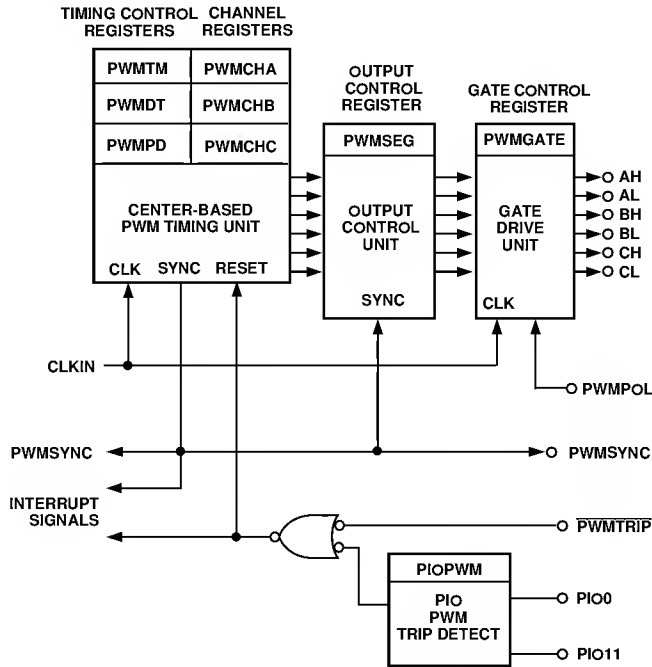 TIMING CONTROL
REGISTERS
CHANNEL
REGISTERS
PWMTM
PWMCHA
PWMDT
PWMCHB
PWMPD
PWMCHC
CENTER-BASED
PWM TIMING UNIT
CLK
SYNC
RESET
OUTPUT
CONTROL
REGISTER
PWMSEG
OUTPUT
CONTROL
UNIT
SYNC
GATE CONTROL
REGISTER
PWMGATE
GATE
DRIVE
UNIT
CLK
AH
AL
BH
BL
CH
CL
CLKIN
PWMPOL
PWMSYNC
PWMSYNC
INTERRUPT
SIGNALS
PWMTRIP
PIOPWM
PIO
PWM
TRIP DETECT
PIO0
PIO11